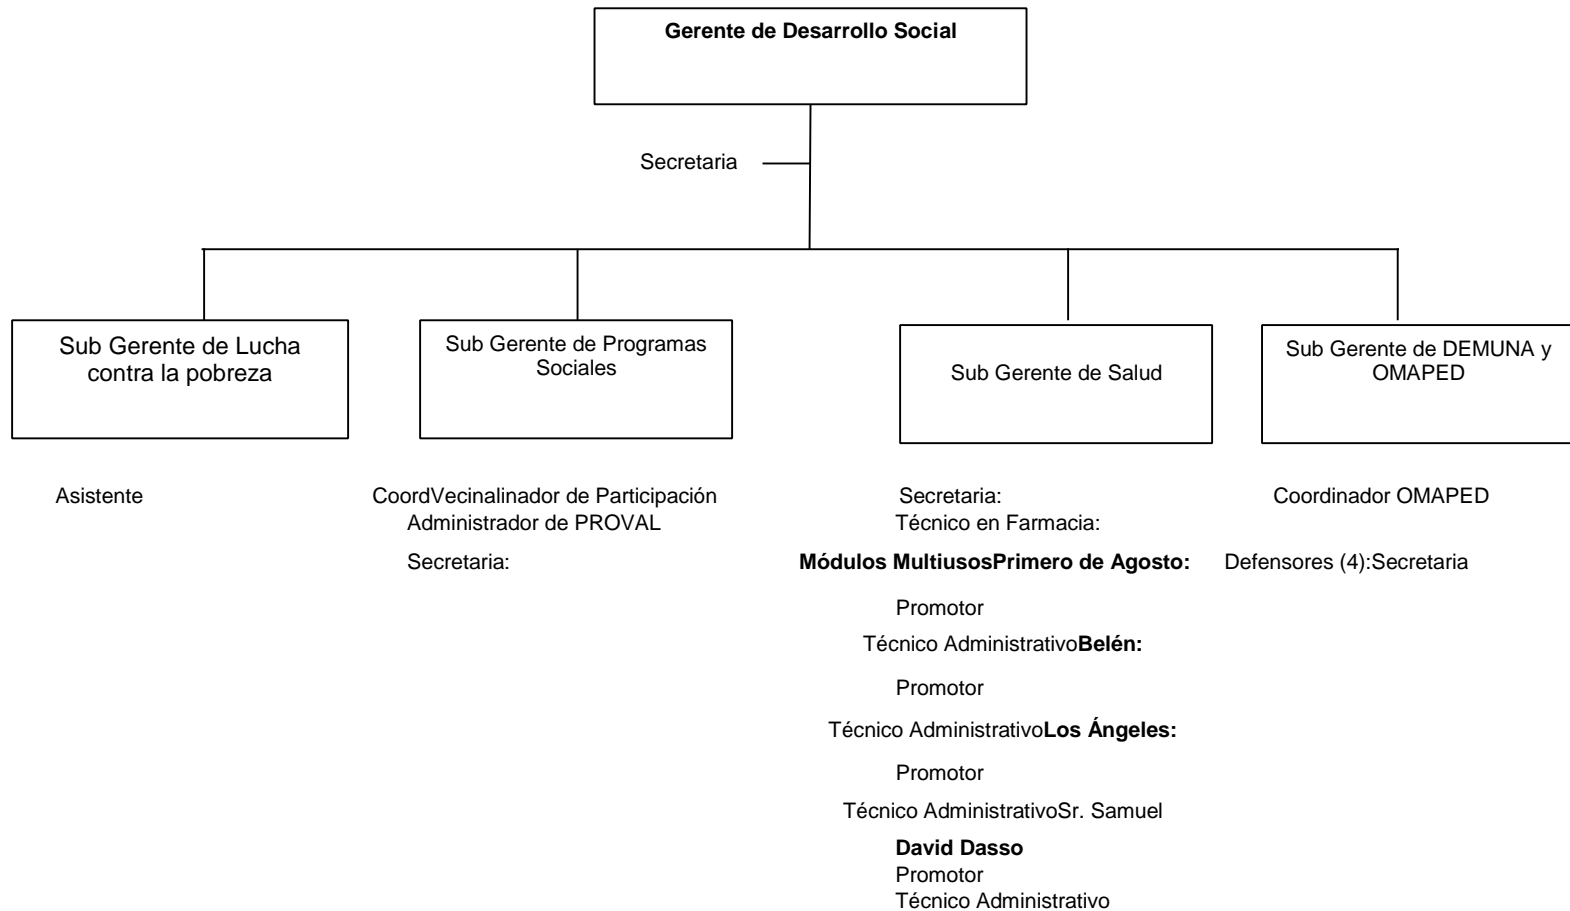 Gerente de Desarrollo Social
Secretaria
Sub Gerente de Lucha
contra la pobreza
Sub Gerente de Programas
Sociales
Sub Gerente de Salud
Sub Gerente de DEMUNA y
OMAPED
Asistente
CoordVecinalinador de Participación
Administrador de PROVAL
Secretaria:
Secretaria:
Técnico en Farmacia:
Módulos MultiusosPrimero de Agosto:
Promotor
Técnico AdministrativoBelén:
Promotor
Técnico AdministrativoLos Ángeles:
Promotor
Técnico AdministrativoSr. Samuel
David Dasso
Promotor
Técnico Administrativo
Coordinador OMAPED
Defensores (4):Secretaria